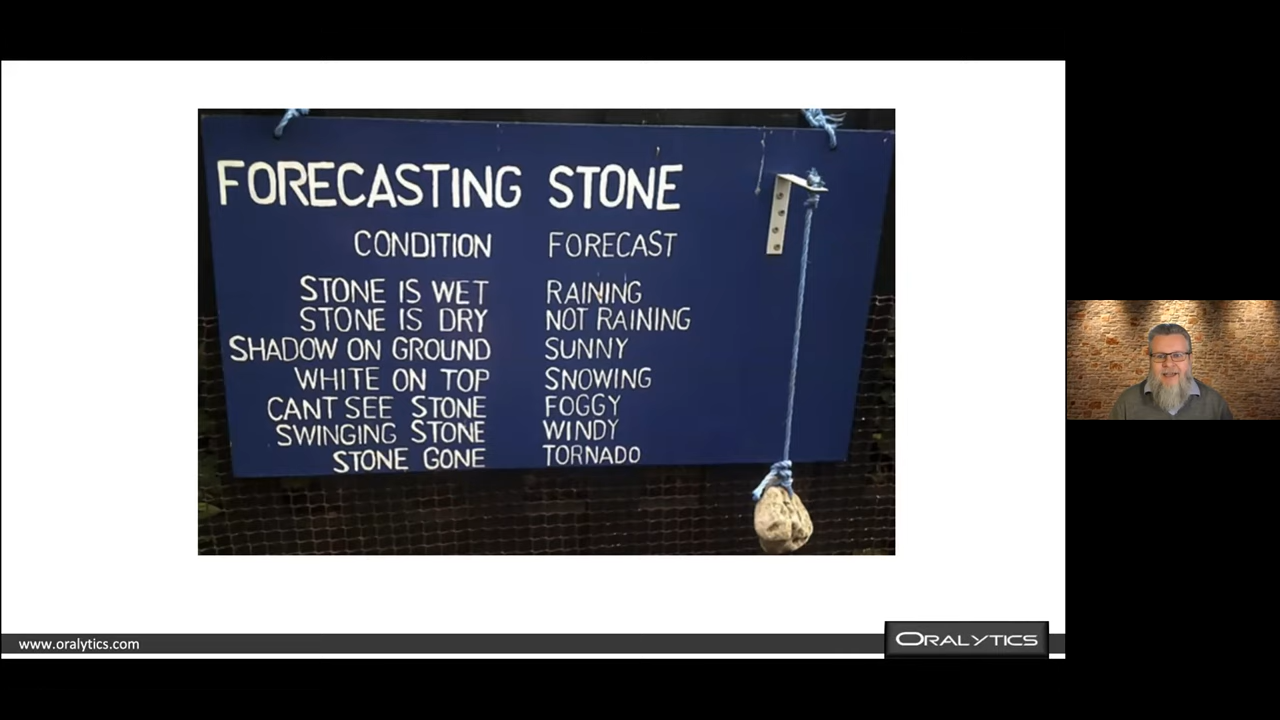 FORECASTING STONE
CONDITION FORECAST
STONE IS WET RAINING
STONE IS DRY NOT RAINING
SHADOW ON GROUND SUNNY
WHITE ON TOP SNOWING
CANT SEE STONE FOGGY
SWINGING STONE WINDY
STONE GONE TORNADO
www.oralytics.com
ORALYTICS